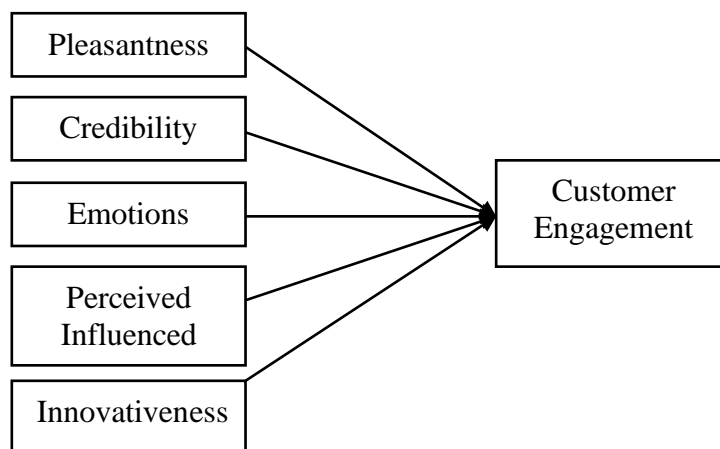 Pleasantness
Credibility
Emotions
Perceived
Influenced
Innovativeness
Customer
Engagement